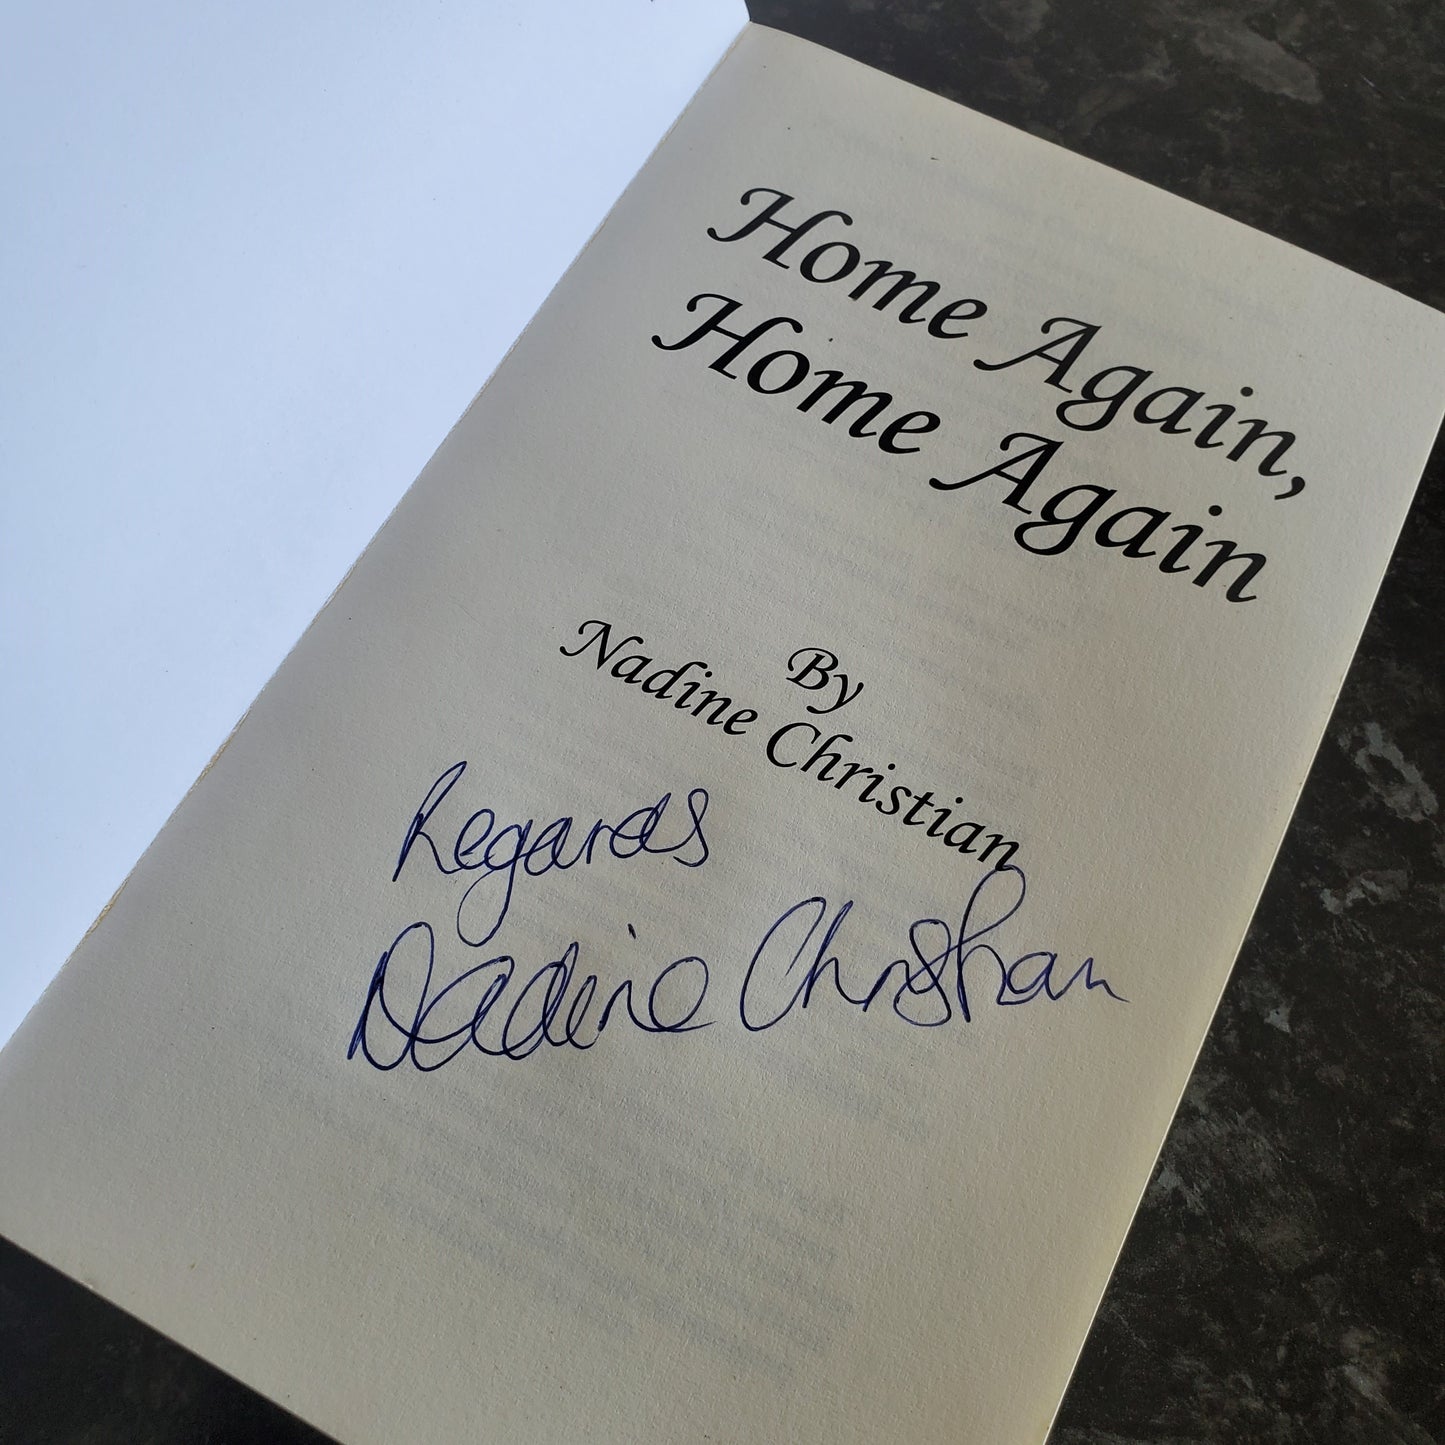 Home Again,
Home Again
By
Nadine Christian
Regards
Nadine Christian